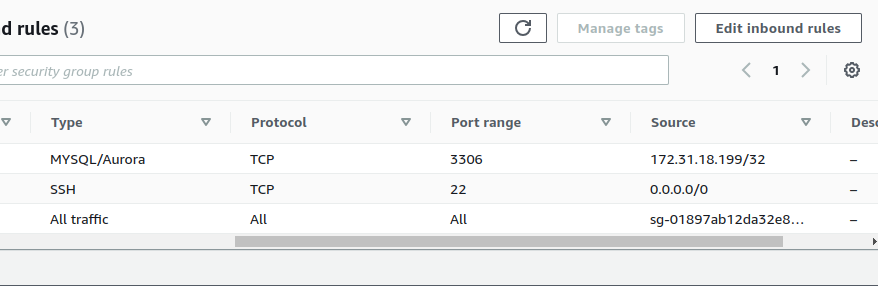 d rules (3)
Manage tags
Edit inbound rules
er security group rules
1
Type Protocol Port range Source Desc
MYSQL/Aurora TCP 3306 172.31.18.199/32 –
SSH TCP 22 0.0.0.0/0 –
All traffic All All sg-01897ab12da32e8... –